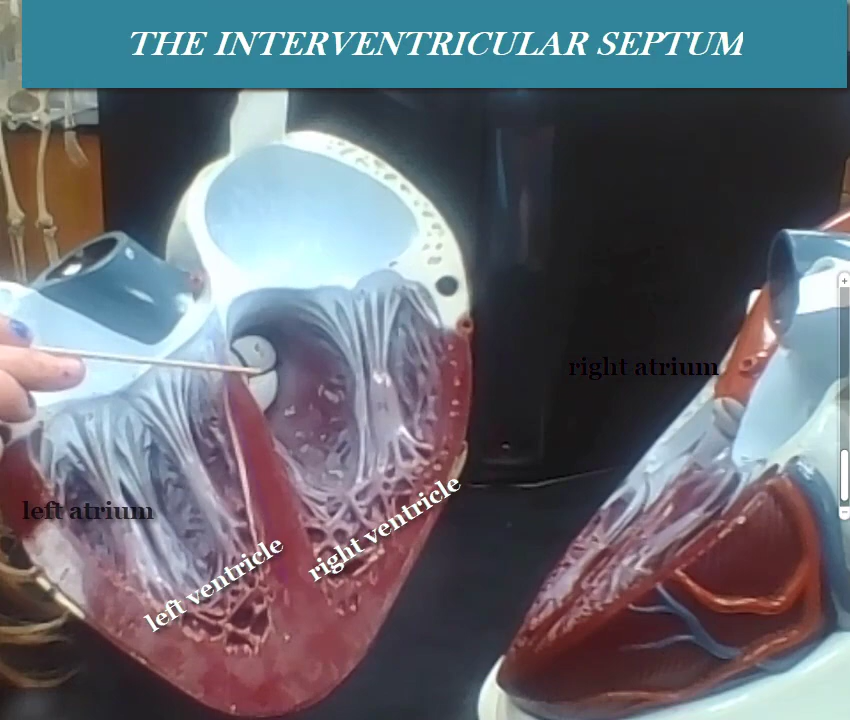 THE INTERVENTRICULAR SEPTUM
right atrium
left atrium
left ventricle
right ventricle